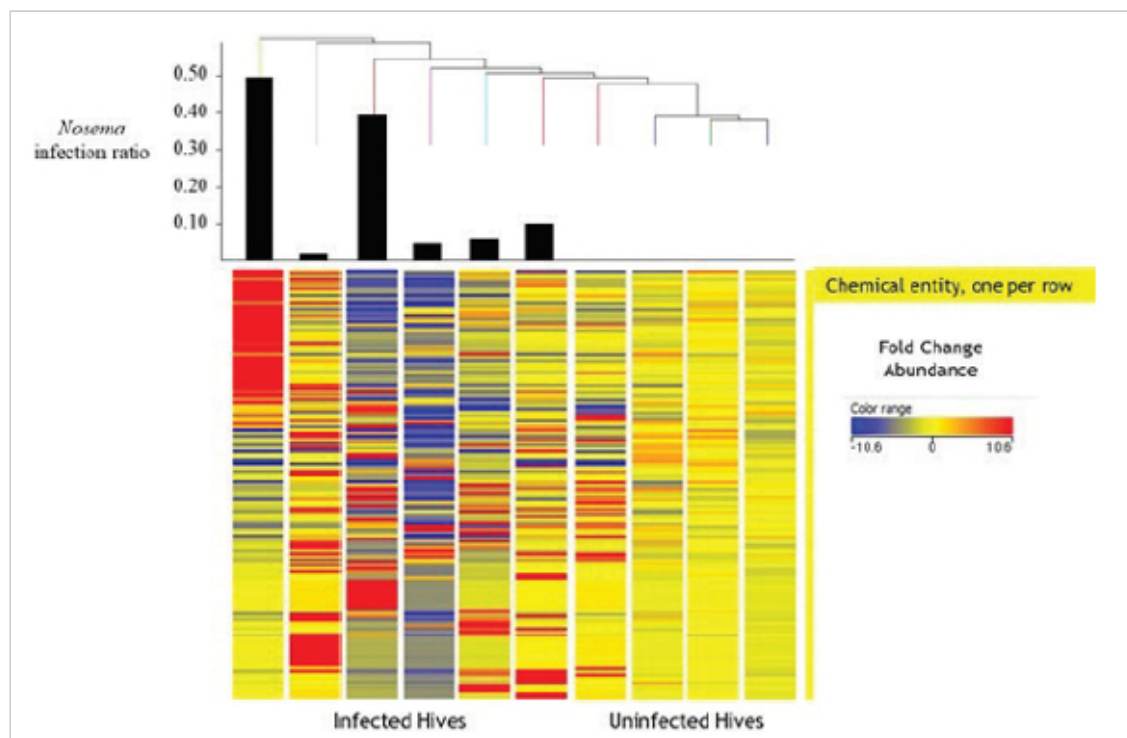 0.50
0.40
0.30
0.20
0.10
Nosema
infection ratio
Chemical entity, one per row
Fold Change
Abundance
Color range
-10.6 0 10.6
Infected Hives Uninfected Hives